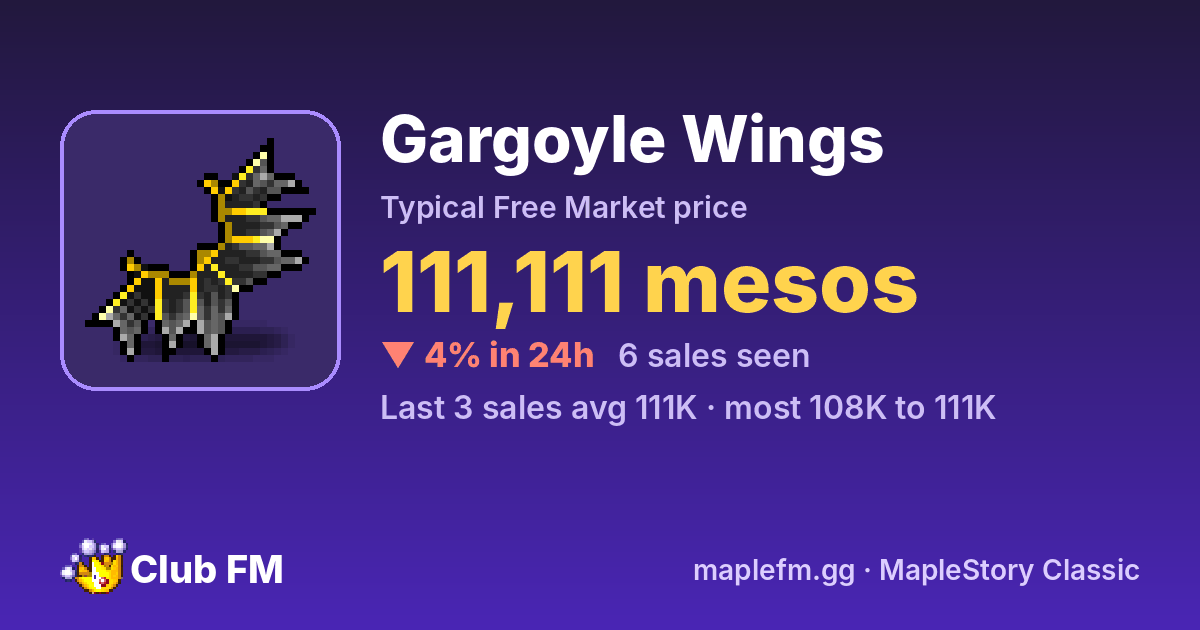 Gargoyle Wings
Typical Free Market price
111,111 mesos
▼ 4% in 24h 6 sales seen
Last 3 sales avg 111K · most 108K to 111K
Club FM
maplefm.gg · MapleStory Classic